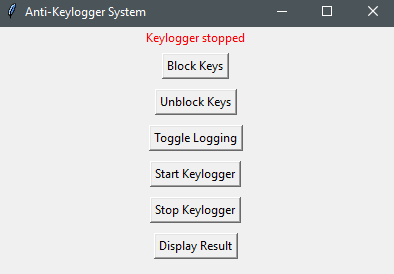 Anti-Keylogger System
Keylogger stopped
Block Keys
Unblock Keys
Toggle Logging
Start Keylogger
Stop Keylogger
Display Result